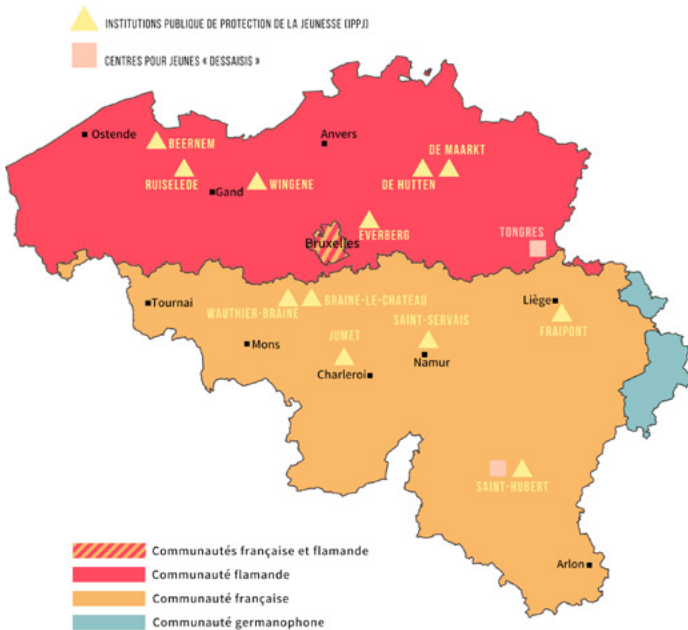 INSTITUTIONS PUBLIQUE DE PROTECTION DE LA JEUNESSE (IPPJ)
CENTRES POUR JEUNES « DESSAISIS »
Ostende
BEERNEM
Anvers
DE MAARKT
RUISELEDE
Gand
WINGENE
DE HUTTEN
Bruxelles
EVERBERG
TONGRES
Tournai
WAUTHIER-BRAINE
BRAINE-LE-CHATEAU
Liège
FRAIPONT
Mons
JUMET
SAINT-SERVAIS
Charleroi
Namur
SAINT-HUBERT
Arlon
Communautés française et flamande
Communauté flamande
Communauté française
Communauté germanophone